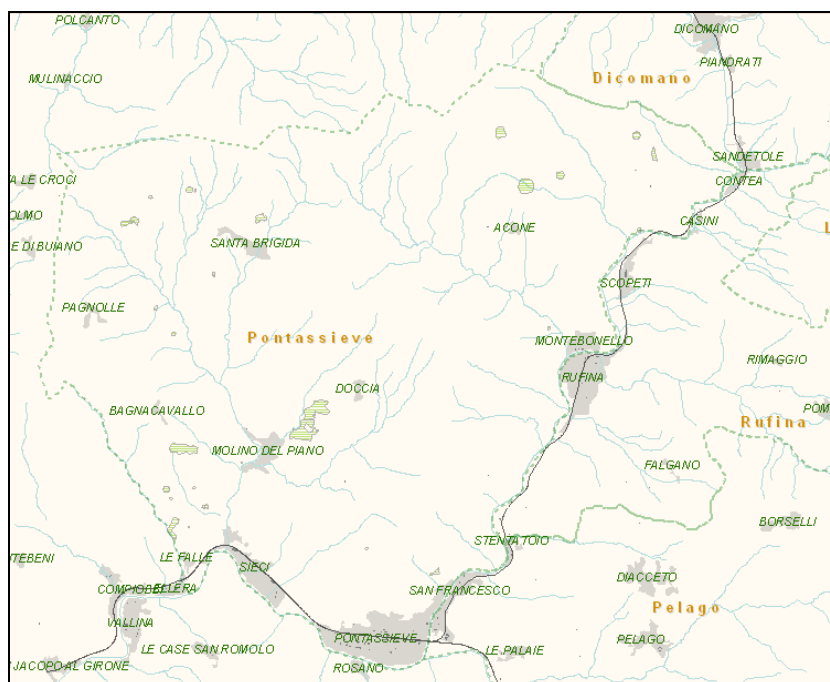 POLCANTO
DICOMANO
PIANDRATI
MULINACCIO
Dicomano
SANDETOLE
CONTEA
LE CROCI
OLMO
CASINI
L
E DI BUIANO
SANTA BRIGIDA
ACONE
SCOPETI
PAGNOLLE
Pontassieve
MONTEBONELLO
RIMAGGIO
RUFINA
DOCCIA
BAGNACAVALLO
POM
Rufina
MOLINO DEL PIANO
FALGANO
BORSELLI
STENTATOIO
TEBENI
LE FALLE
SIECI
DIACCETO
COMPIOBBI
ELLERA
SAN FRANCESCO
Pelago
VALLINA
PONTASSIEVE
PELAGO
LE CASE SAN ROMOLO
LE PALAIE
JACOPO AL GIRONE
ROSANO